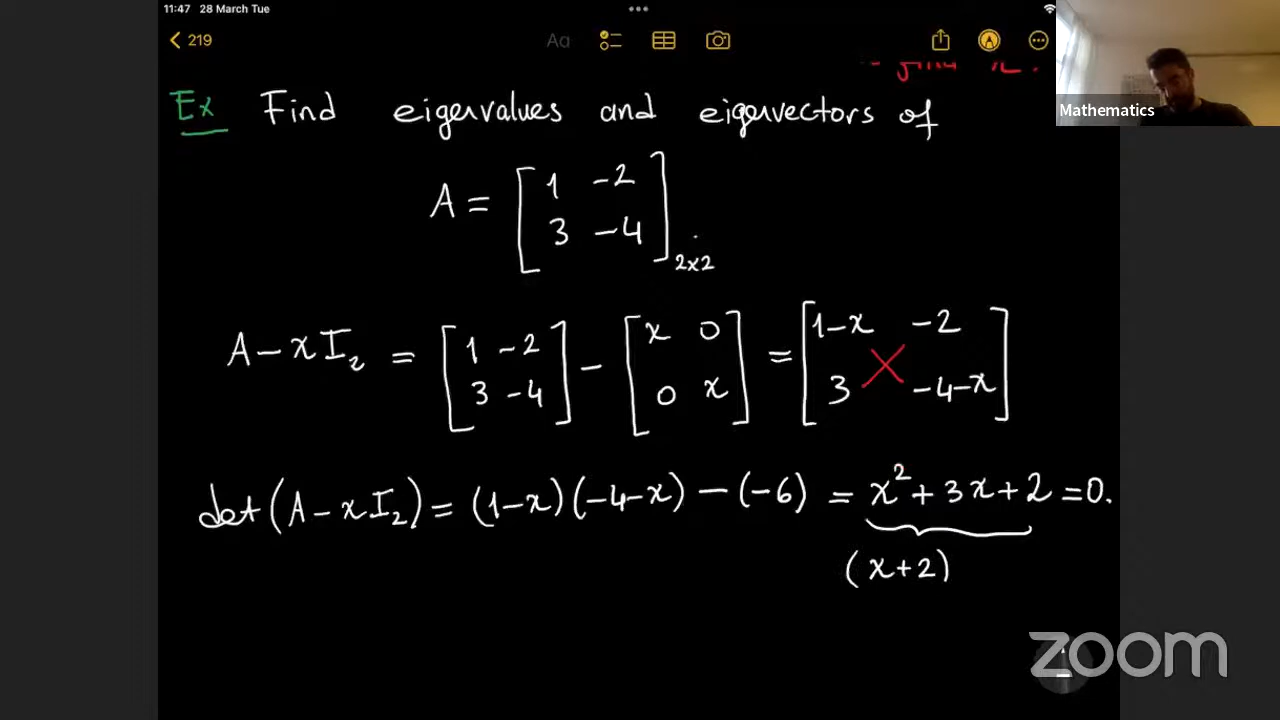 11:47 28 March Tue
219
Aa
Mathematics
Ex Find eigenvalues and eigenvectors of
A = [ 1 -2
3 -4 ] 2x2
A - xI₂ = [ 1 -2
3 -4 ] - [ x 0
0 x ] = [ 1-x -2
3 -4-x ]
det(A - xI₂) = (1-x)(-4-x) - (-6) = x² + 3x + 2 = 0.
(x+2)
zoom